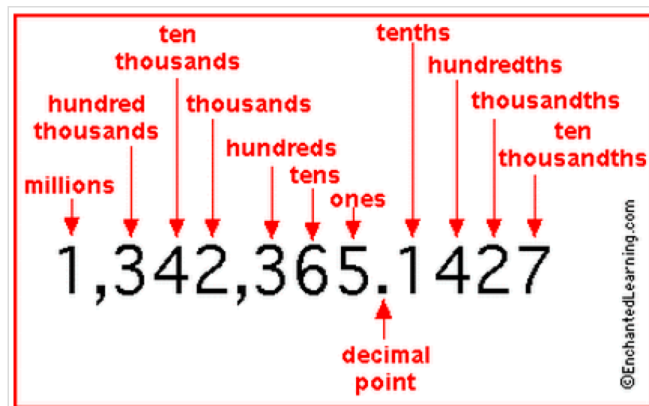 ten
thousands
tenths
hundredths
hundred
thousands
thousands
thousandths
hundreds
ten
thousandths
tens
millions
ones
1,342,365.1427
decimal
point
©EnchantedLearning.com